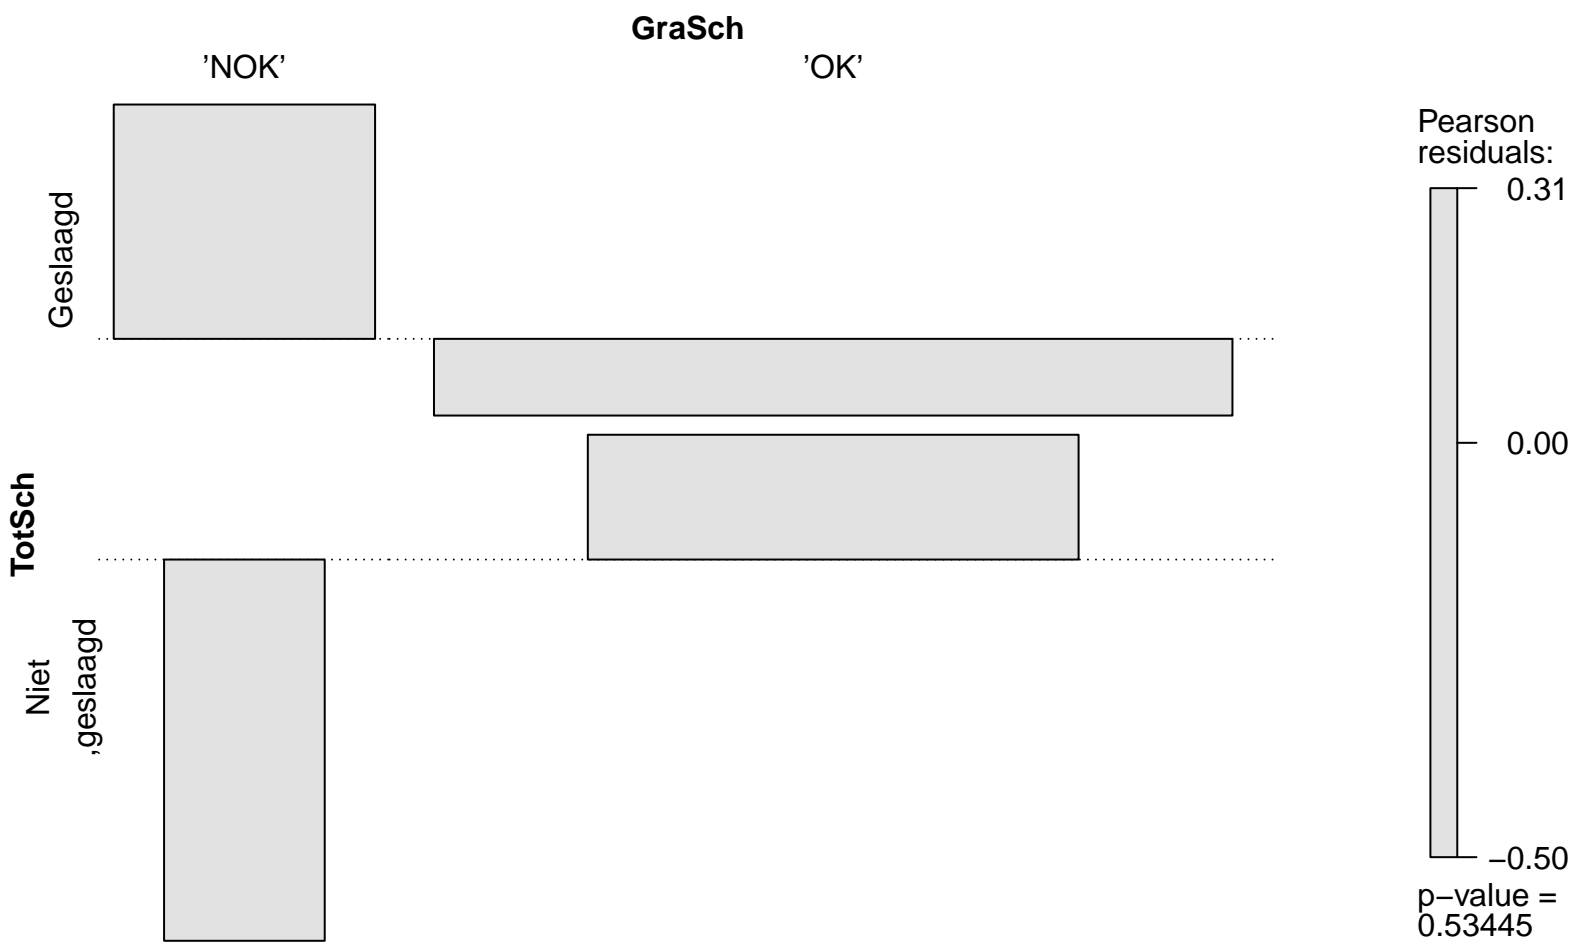 GraSch
’NOK’
’OK’
Geslaagd
TotSch
Niet
‚geslaagd
Pearson
residuals:
0.31
0.00
−0.50
p−value =
0.53445